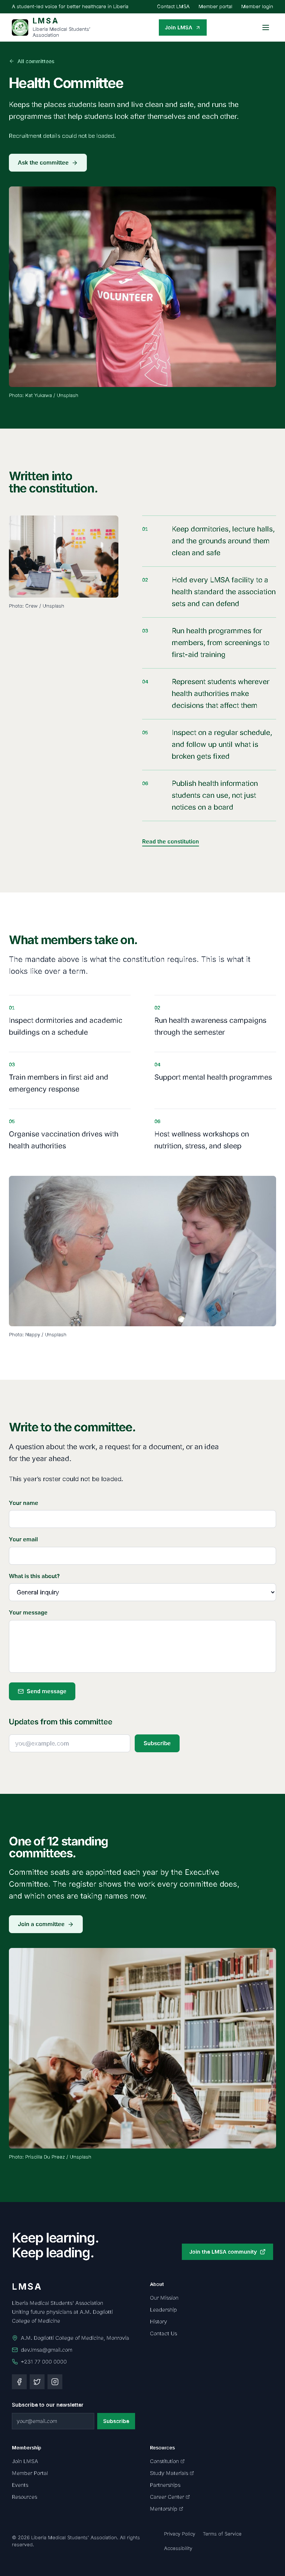 A student-led voice for better healthcare in Liberia
Contact LMSA Member portal Member login
LMSA
Liberia Medical Students'
Association
Join LMSA
All committees
Health Committee
Keeps the places students learn and live clean and safe, and runs the
programmes that help students look after themselves and each other.
Recruitment details could not be loaded.
Ask the committee
VOLUNTEER
Photo: Kat Yukawa / Unsplash
Written into
the constitution.
Photo: Crew / Unsplash
01
Keep dormitories, lecture halls,
and the grounds around them
clean and safe
02
Hold every LMSA facility to a
health standard the association
sets and can defend
03
Run health programmes for
members, from screenings to
first-aid training
04
Represent students wherever
health authorities make
decisions that affect them
05
Inspect on a regular schedule,
and follow up until what is
broken gets fixed
06
Publish health information
students can use, not just
notices on a board
Read the constitution
What members take on.
The mandate above is what the constitution requires. This is what it
looks like over a term.
01
Inspect dormitories and academic
buildings on a schedule
02
Run health awareness campaigns
through the semester
03
Train members in first aid and
emergency response
04
Support mental health programmes
05
Organise vaccination drives with
health authorities
06
Host wellness workshops on
nutrition, stress, and sleep
Photo: Mappy / Unsplash
Write to the committee.
A question about the work, a request for a document, or an idea
for the year ahead.
This year's roster could not be loaded.
Your name
Your email
What is this about?
General inquiry
Your message
Send message
Updates from this committee
you@example.com
Subscribe
One of 12 standing
committees.
Committee seats are appointed each year by the Executive
Committee. The register shows the work every committee does,
and which ones are taking names now.
Join a committee
Photo: Priscilla Du Preez / Unsplash
Keep learning.
Keep leading.
Join the LMSA community
LMSA
Liberia Medical Students' Association
Uniting future physicians at A.M. Dogliotti
College of Medicine
A.M. Dogliotti College of Medicine, Monrovia
dev.lmsa@gmail.com
+231 77 000 0000
Subscribe to our newsletter
your@email.com
Subscribe
About
Our Mission
Leadership
History
Contact Us
Membership
Join LMSA
Member Portal
Events
Resources
Resources
Constitution
Study Materials
Partnerships
Career Center
Mentorship
© 2026 Liberia Medical Students' Association. All rights
reserved.
Privacy Policy Terms of Service
Accessibility